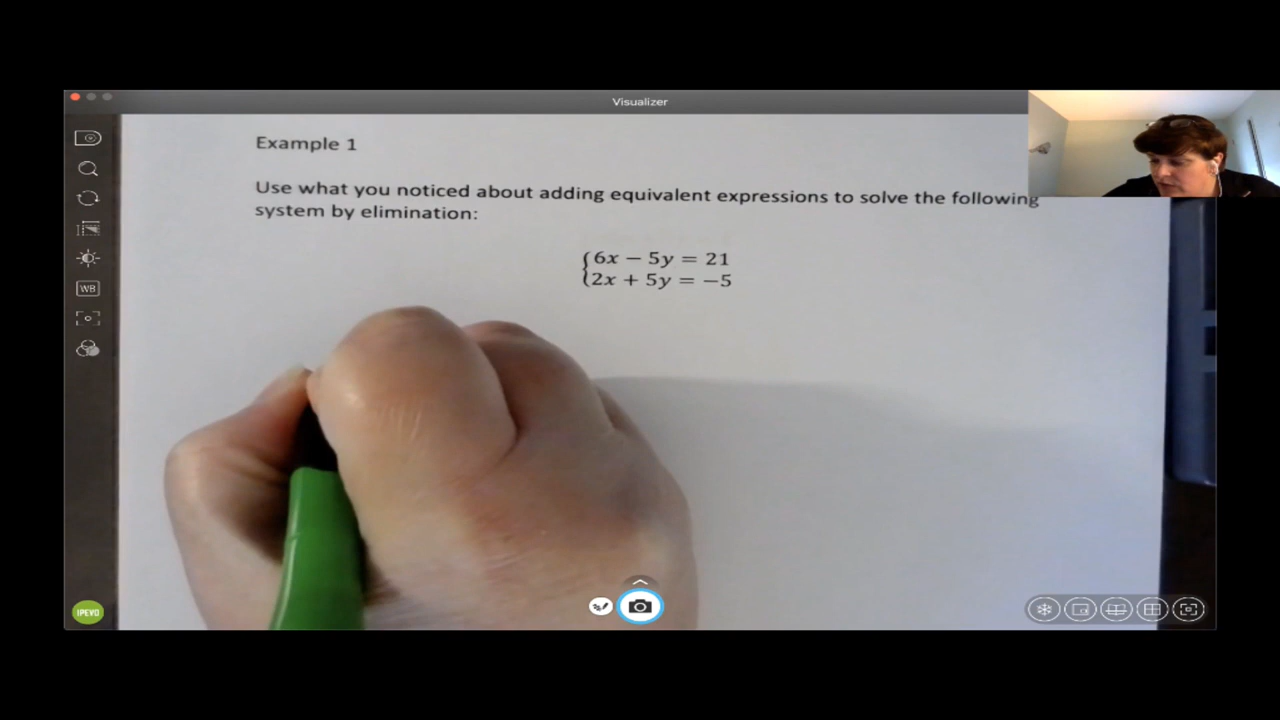 Visualizer
Example 1
Use what you noticed about adding equivalent expressions to solve the following
system by elimination:
6x − 5y = 21
2x + 5y = −5
WB
IPEVO